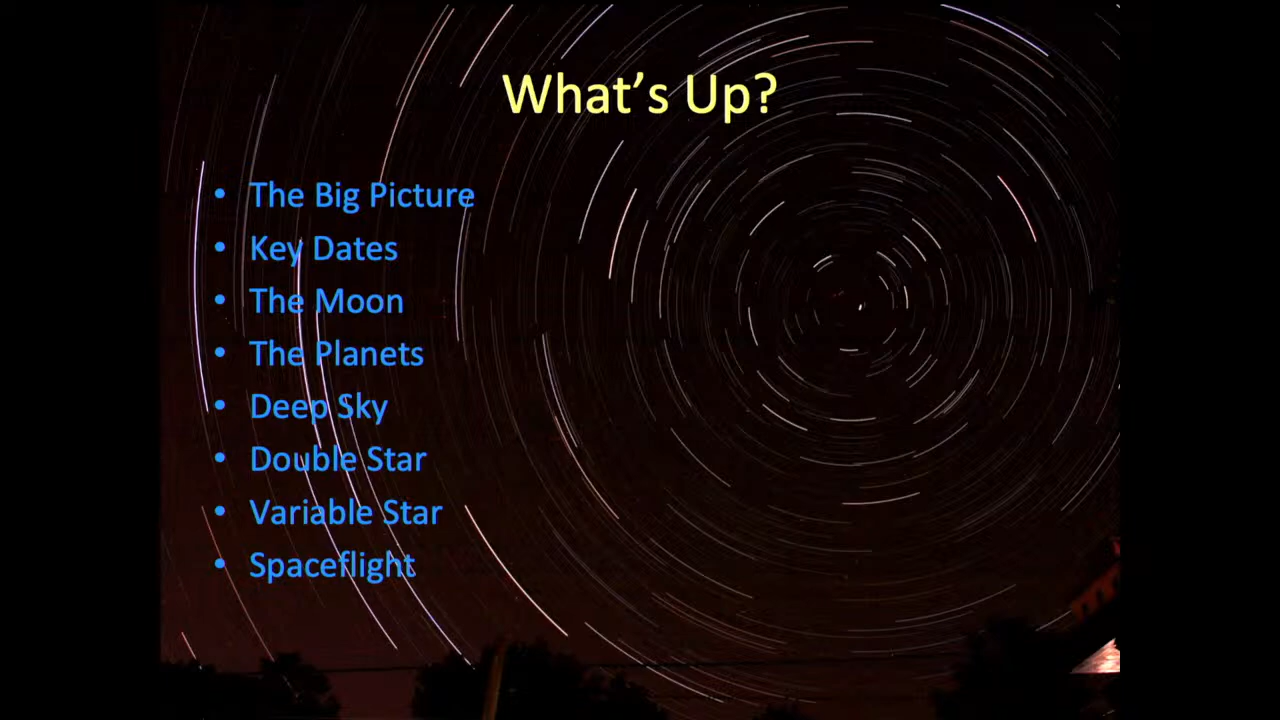 What's Up?
• The Big Picture
• Key Dates
• The Moon
• The Planets
• Deep Sky
• Double Star
• Variable Star
• Spaceflight